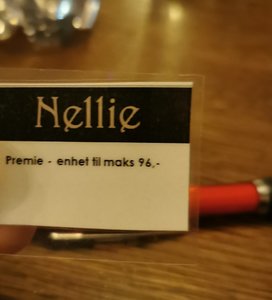 Nellie
Premie - enhet til maks 96,-